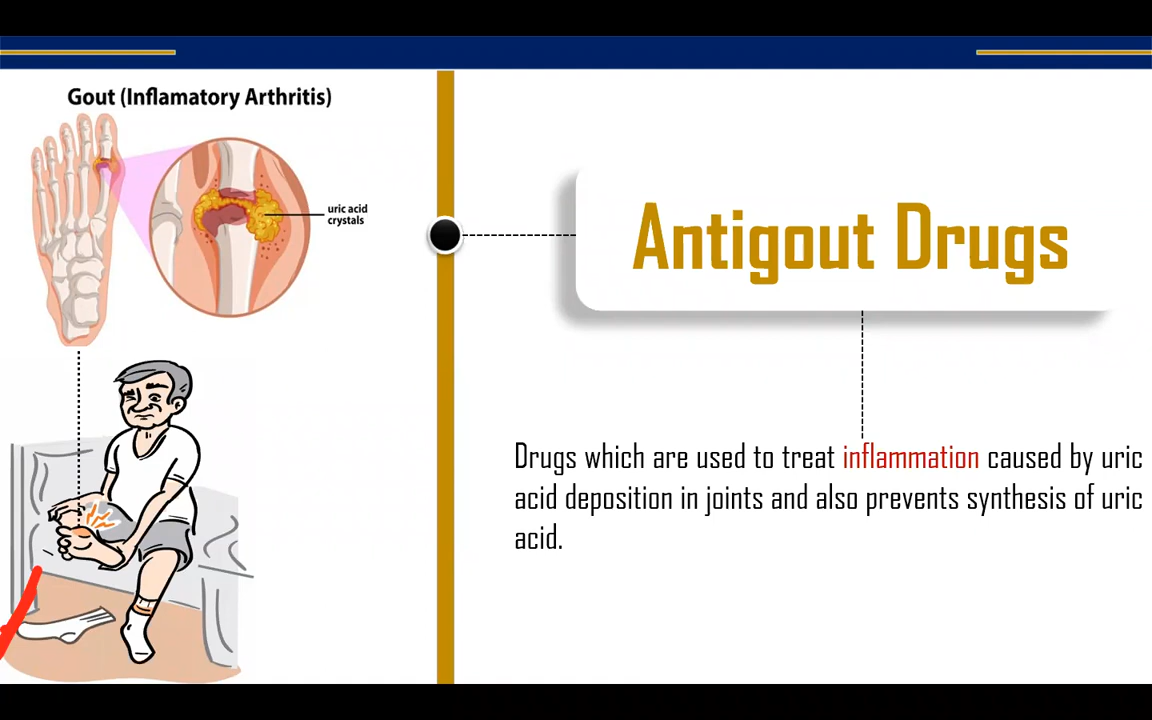 Gout (Inflamatory Arthritis)
uric acid
crystals
Antigout Drugs
Drugs which are used to treat inflammation caused by uric
acid deposition in joints and also prevents synthesis of uric
acid.